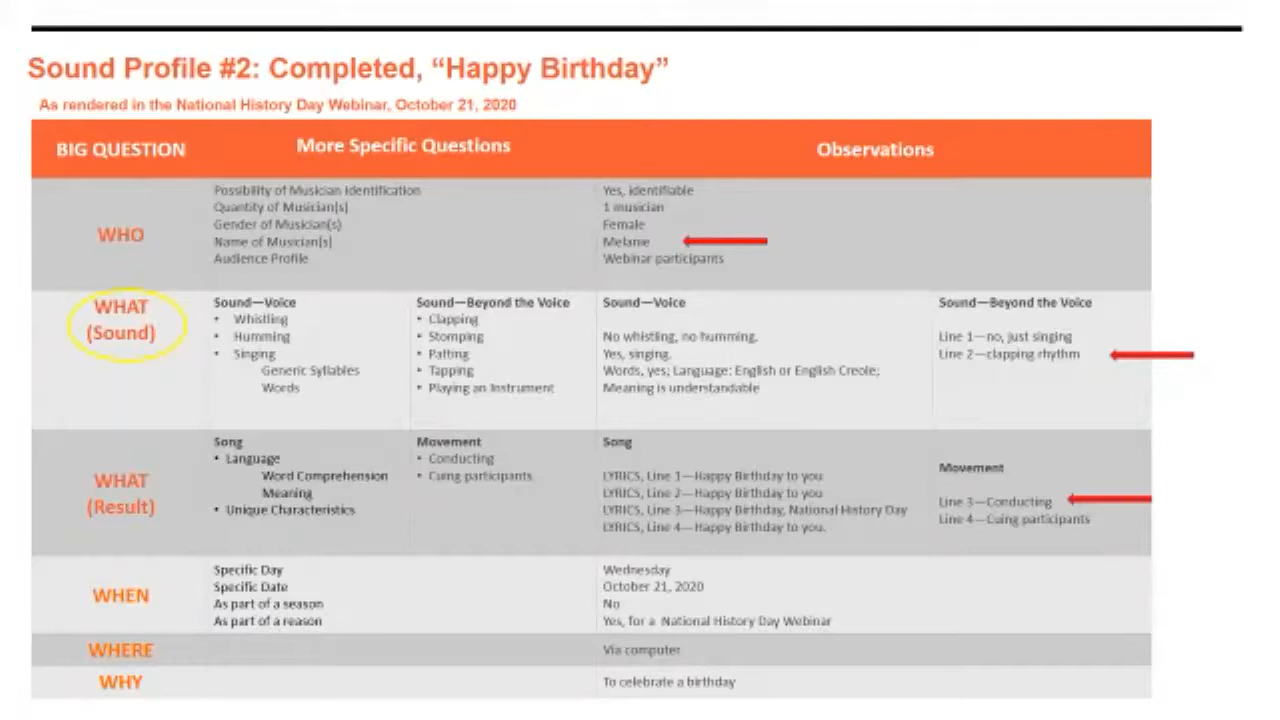 Sound Profile #2: Completed, “Happy Birthday”
As rendered in the National History Day Webinar, October 21, 2020
BIG QUESTION
More Specific Questions
Observations
WHO
Possibility of Musician Identification
Quantity of Musician(s)
Gender of Musician(s)
Name of Musician(s)
Audience Profile
Yes, identifiable
1 musician
Female
Melanie
Webinar participants
WHAT
(Sound)
Sound—Voice
• Whistling
• Humming
• Singing
Generic Syllables
Words
Sound—Beyond the Voice
• Clapping
• Stomping
• Patting
• Tapping
• Playing an Instrument
Sound—Voice
No whistling, no humming.
Yes, singing.
Words, yes; Language: English or English Creole;
Meaning is understandable
Sound—Beyond the Voice
Line 1—no, just singing
Line 2—clapping rhythm
WHAT
(Result)
Song
• Language
Word Comprehension
Meaning
• Unique Characteristics
Movement
• Conducting
• Cuing participants
Song
LYRICS, Line 1—Happy Birthday to you
LYRICS, Line 2—Happy Birthday to you
LYRICS, Line 3—Happy Birthday, National History Day
LYRICS, Line 4—Happy Birthday to you.
Movement
Line 3—Conducting
Line 4—Cuing participants
WHEN
Specific Day
Specific Date
As part of a season
As part of a reason
Wednesday
October 21, 2020
No
Yes, for a National History Day Webinar
WHERE
Via computer
WHY
To celebrate a birthday